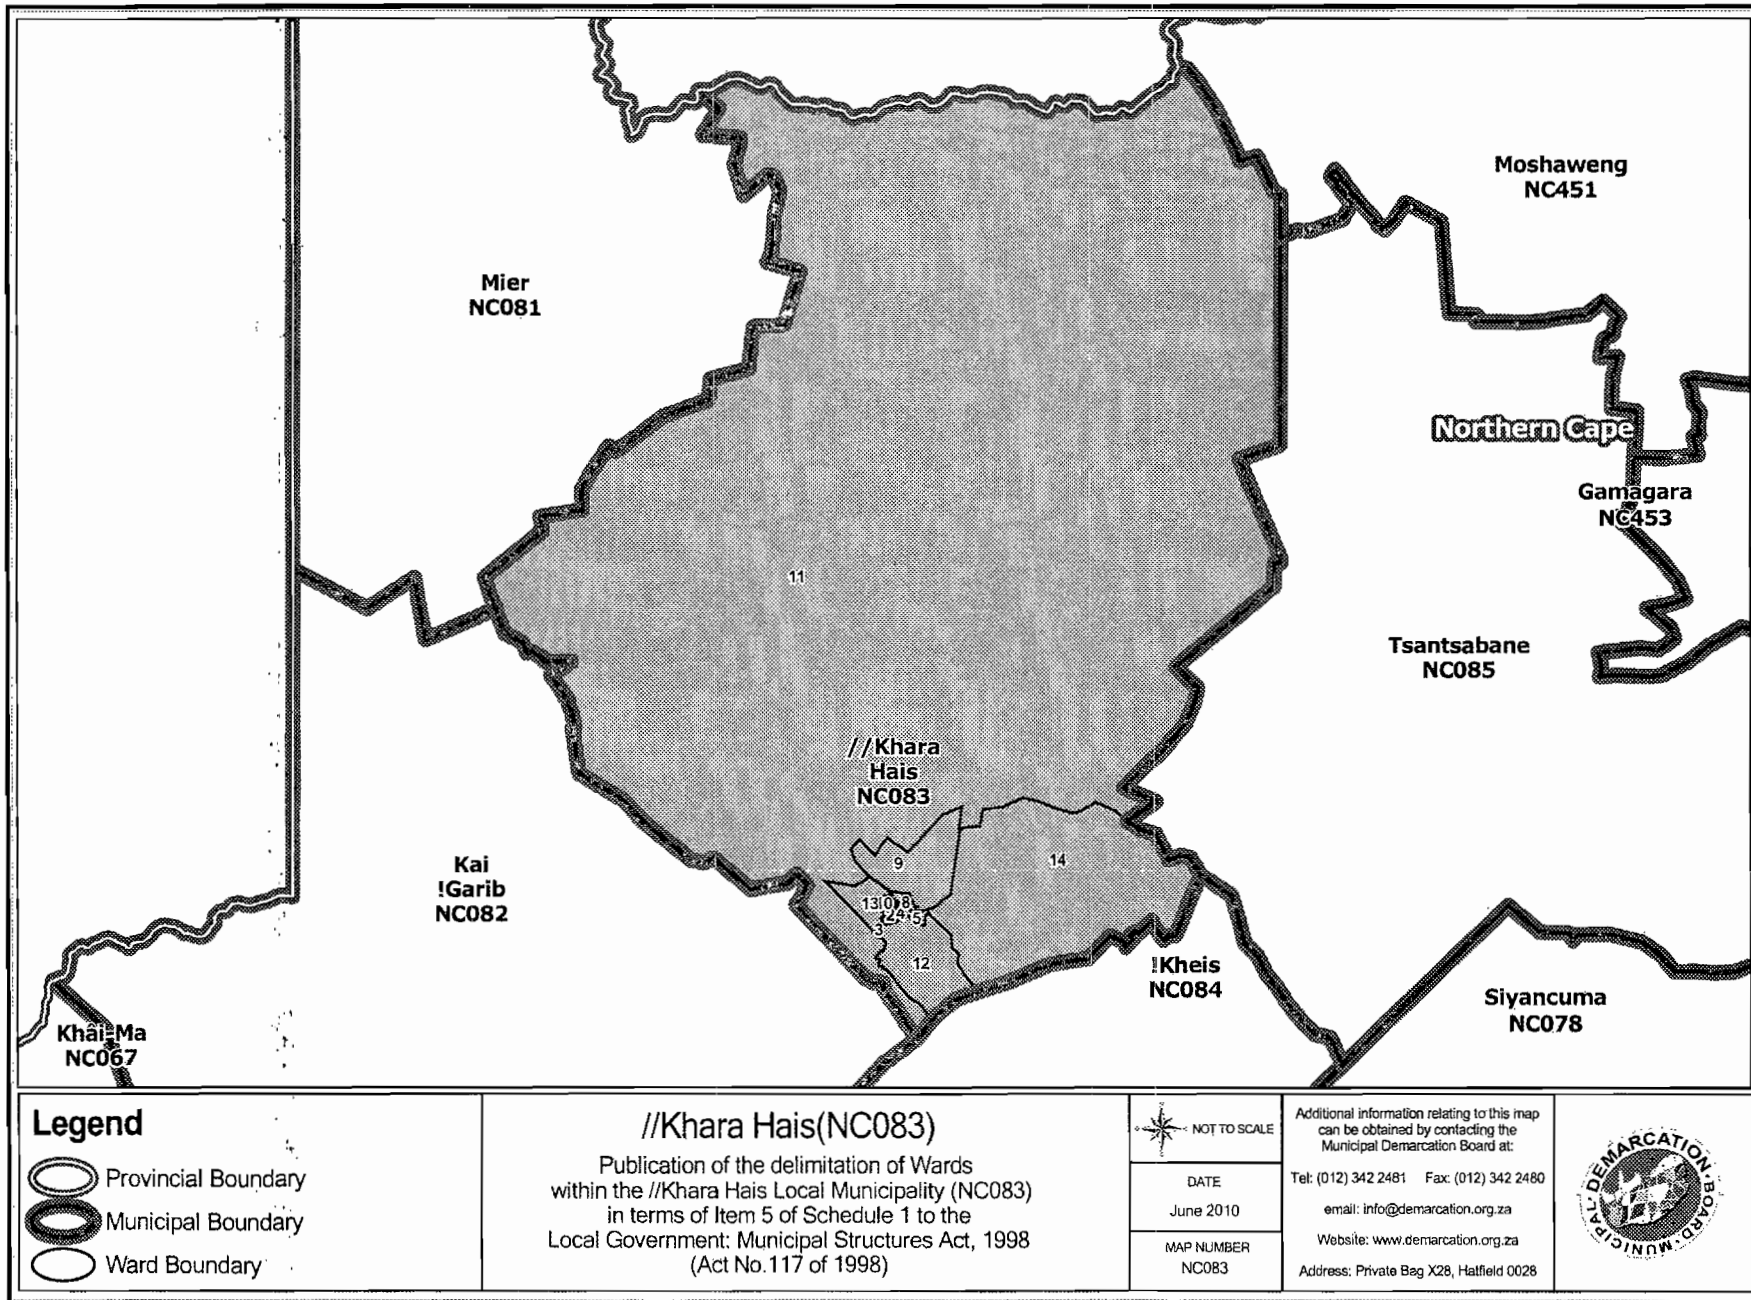 Moshaweng
NC451
Mier
NC081
Northern Cape
Gamagara
NC453
11
Tsantsabane
NC085
//Khara
Hais
NC083
9
14
Kai
!Garib
NC082
13
8
2
4
5
3
12
!Kheis
NC084
Siyancuma
NC078
Khâi-Ma
NC067
Legend
Provincial Boundary
Municipal Boundary
Ward Boundary
//Khara Hais(NC083)
Publication of the delimitation of Wards
within the //Khara Hais Local Municipality (NC083)
in terms of Item 5 of Schedule 1 to the
Local Government: Municipal Structures Act, 1998
(Act No.117 of 1998)
NOT TO SCALE
DATE
June 2010
MAP NUMBER
NC083
Additional information relating to this map
can be obtained by contacting the
Municipal Demarcation Board at:
Tel: (012) 342 2481 Fax: (012) 342 2480
email: info@demarcation.org.za
Website: www.demarcation.org.za
Address: Private Bag X28, Hatfield 0028
MUNICIPAL DEMARCATION BOARD